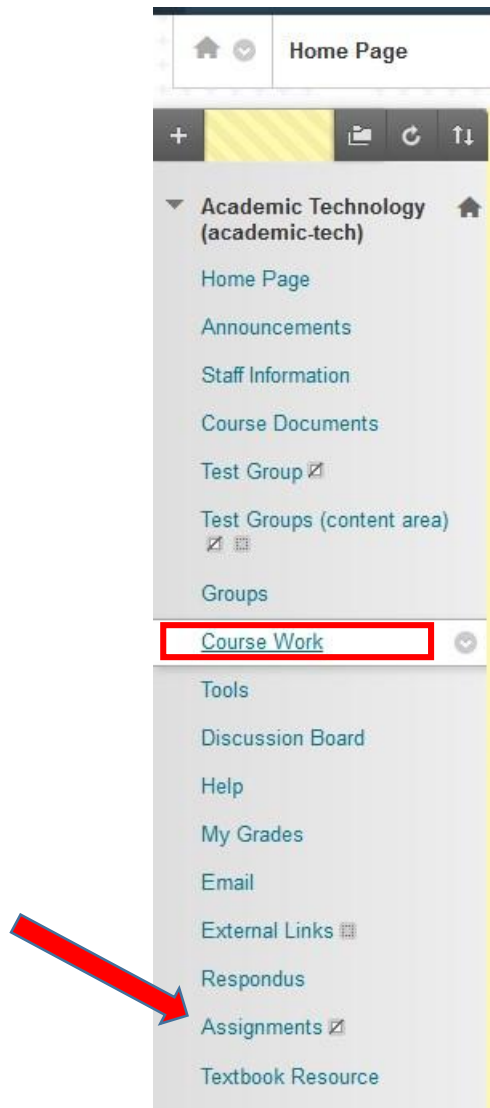 Home Page
Academic Technology
(academic-tech)
Home Page
Announcements
Staff Information
Course Documents
Test Group
Test Groups (content area)
Groups
Course Work
Tools
Discussion Board
Help
My Grades
Email
External Links
Respondus
Assignments
Textbook Resource